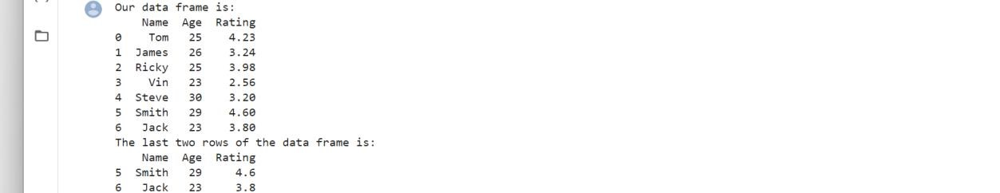 Our data frame is:
    Name  Age  Rating
0    Tom   25    4.23
1  James   26    3.24
2  Ricky   25    3.98
3    Vin   23    2.56
4  Steve   30    3.20
5  Smith   29    4.60
6   Jack   23    3.80
The last two rows of the data frame is:
    Name  Age  Rating
5  Smith   29     4.6
6   Jack   23     3.8